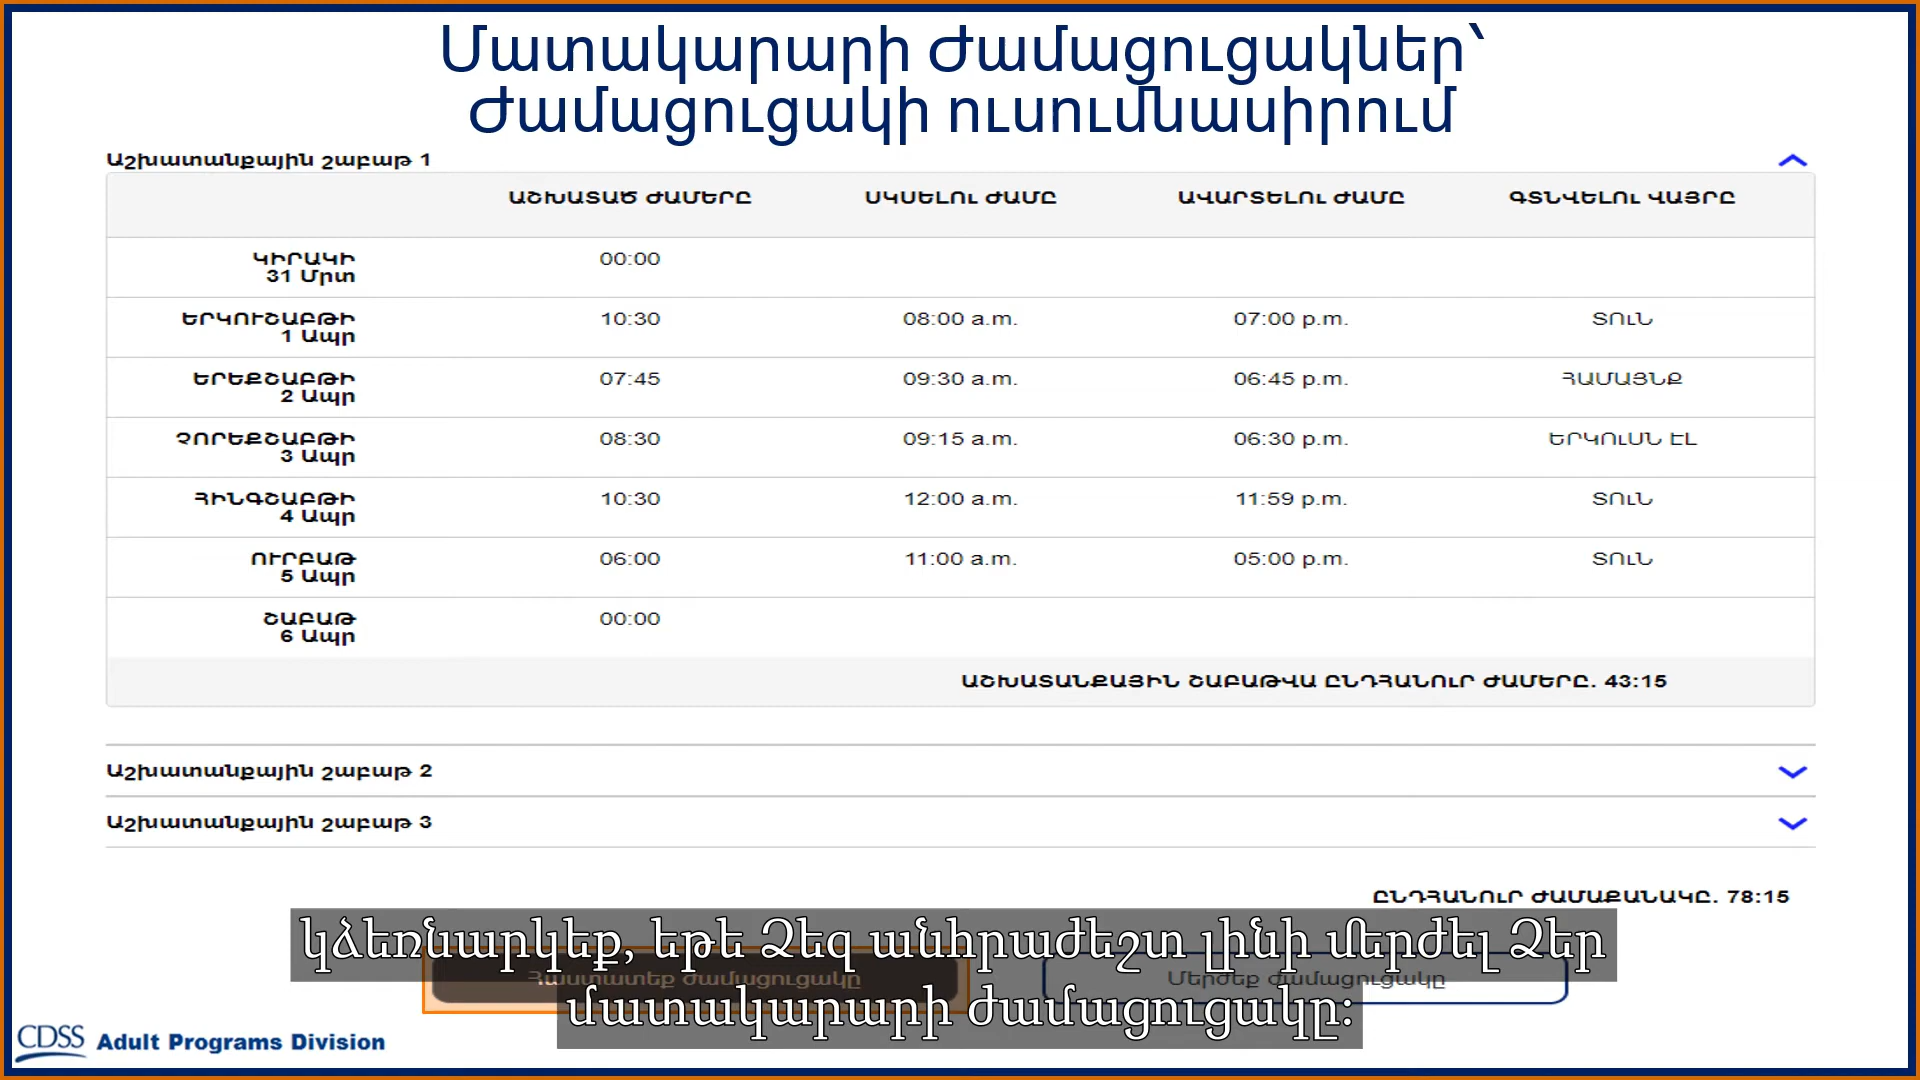 Մատակարարի Ժամացուցակներ՝
Ժամացուցակի ուսումնասիրում
Աշխատանքային շաբաթ 1
ԱՇԽԱՏԱԾ ԺԱՄԵՐԸ ՍԿՍԵԼՈւ ԺԱՄԸ ԱՎԱՐՏԵԼՈւ ԺԱՄԸ ԳՏՆՎԵԼՈւ ՎԱՅՐԸ
ԿԻՐԱԿԻ 00:00
31 Մրտ
ԵՐԿՈՒՇԱԲԹԻ 10:30 08:00 a.m. 07:00 p.m. ՏՈւՆ
1 Ապր
ԵՐԵՔՇԱԲԹԻ 07:45 09:30 a.m. 06:45 p.m. ՀԱՄԱՅՆՔ
2 Ապր
ՉՈՐԵՔՇԱԲԹԻ 08:30 09:15 a.m. 06:30 p.m. ԵՐԿՈւՍՆ ԷԼ
3 Ապր
ՀԻՆԳՇԱԲԹԻ 10:30 12:00 a.m. 11:59 p.m. ՏՈւՆ
4 Ապր
ՈՒՐԲԱԹ 06:00 11:00 a.m. 05:00 p.m. ՏՈւՆ
5 Ապր
ՇԱԲԱԹ 00:00
6 Ապր
ԱՇԽԱՏԱՆՔԱՅԻՆ ՇԱԲԱԹՎԱ ԸՆԴՀԱՆՈւՐ ԺԱՄԵՐԸ. 43:15
Աշխատանքային շաբաթ 2
Աշխատանքային շաբաթ 3
ԸՆԴՀԱՆՈւՐ ԺԱՄԱՔԱՆԱԿԸ. 78:15
կձեռնարկեք, եթե Ձեզ անհրաժեշտ լինի մերժել Ձեր
Հաստատեք ժամացուցակը Մերժեք ժամացուցակը
մատակարարի ժամացուցակը։
CDSS Adult Programs Division